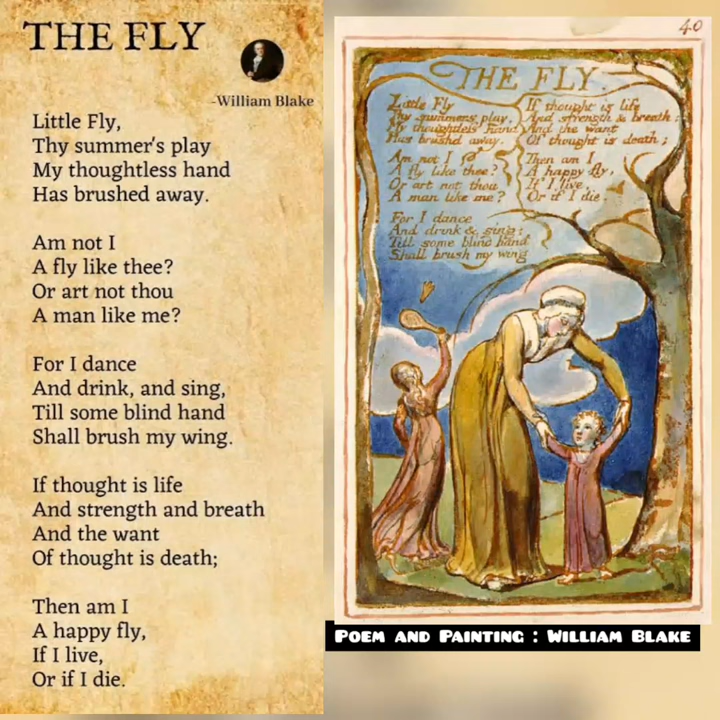 THE FLY
-William Blake
Little Fly,
Thy summer's play
My thoughtless hand
Has brushed away.
Am not I
A fly like thee?
Or art not thou
A man like me?
For I dance
And drink, and sing,
Till some blind hand
Shall brush my wing.
If thought is life
And strength and breath
And the want
Of thought is death;
Then am I
A happy fly,
If I live,
Or if I die.
40
THE FLY.
Little Fly
Thy summers play,
My thoughtless hand
Has brush'd away.
Am not I
A fly like thee?
Or art not thou
A man like me?
For I dance
And drink & sing:
Till some blind hand
Shall brush my wing
If thought is life
And strength & breath;
And the want
Of thought is death;
Then am I
A happy fly,
If I live,
Or if I die.
POEM AND PAINTING : WILLIAM BLAKE